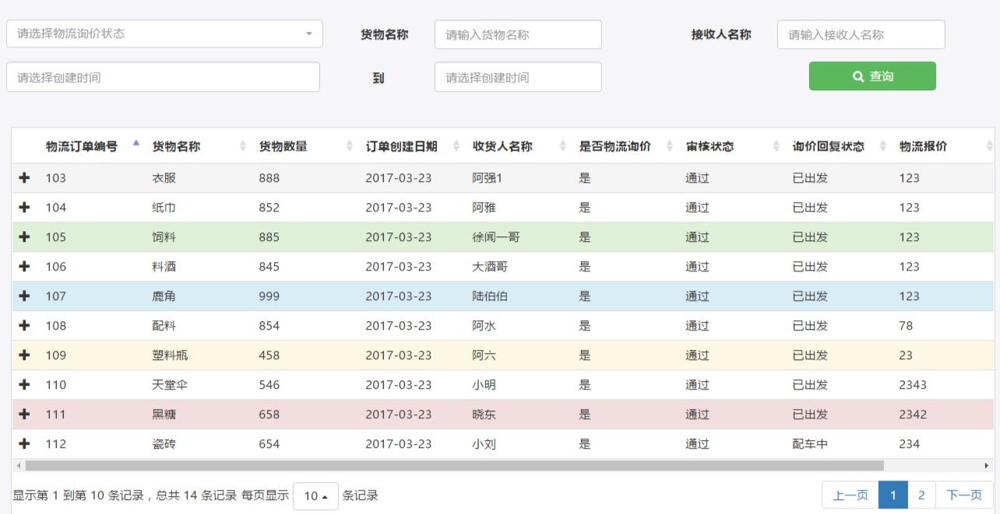 请选择物流询价状态 货物名称 请输入货物名称 接收人名称 请输入接收人名称
请选择创建时间 到 请选择创建时间 查询
物流订单编号 货物名称 货物数量 订单创建日期 收货人名称 是否物流询价 审核状态 询价回复状态 物流报价
103 衣服 888 2017-03-23 阿强1 是 通过 已出发 123
104 纸巾 852 2017-03-23 阿雅 是 通过 已出发 123
105 饲料 885 2017-03-23 徐闻一哥 是 通过 已出发 123
106 料酒 845 2017-03-23 大酒哥 是 通过 已出发 123
107 鹿角 999 2017-03-23 陆伯伯 是 通过 已出发 123
108 配料 854 2017-03-23 阿水 是 通过 已出发 78
109 塑料瓶 458 2017-03-23 阿六 是 通过 已出发 23
110 天堂伞 546 2017-03-23 小明 是 通过 已出发 2343
111 黑糖 658 2017-03-23 晓东 是 通过 已出发 2342
112 瓷砖 654 2017-03-23 小刘 是 通过 配车中 234
显示第 1 到第 10 条记录，总共 14 条记录 每页显示 10 条记录 上一页 1 2 下一页